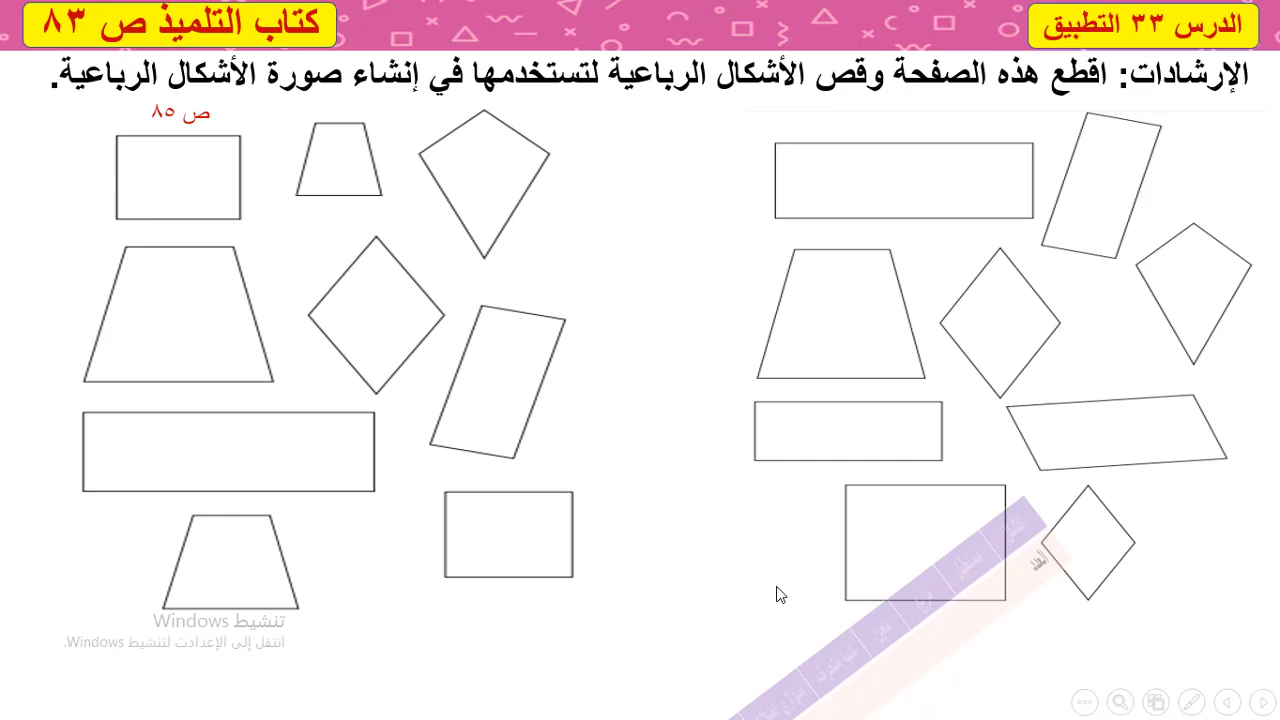 الدرس ٣٣ التطبيق
كتاب التلميذ ص ٨٣
الإرشادات: اقطع هذه الصفحة وقص الأشكال الرباعية لتستخدمها في إنشاء صورة الأشكال الرباعية.
ص ٨٥
تنشيط Windows
انتقل إلى الإعدادات لتنشيط Windows.